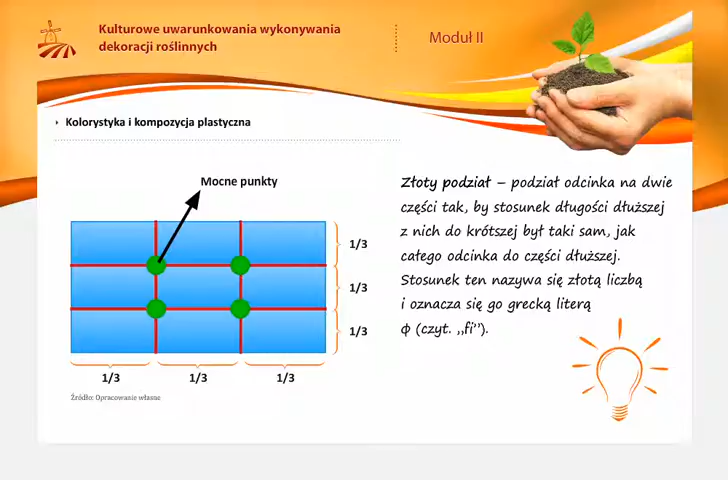 Kulturowe uwarunkowania wykonywania
dekoracji roślinnych
Moduł II
Kolorystyka i kompozycja plastyczna
Mocne punkty
1/3
1/3
1/3
1/3
1/3
1/3
Źródło: Opracowanie własne
Złoty podział – podział odcinka na dwie
części tak, by stosunek długości dłuższej
z nich do krótszej był taki sam, jak
całego odcinka do części dłuższej.
Stosunek ten nazywa się złotą liczbą
i oznacza się go grecką literą
φ (czyt. „fi”).